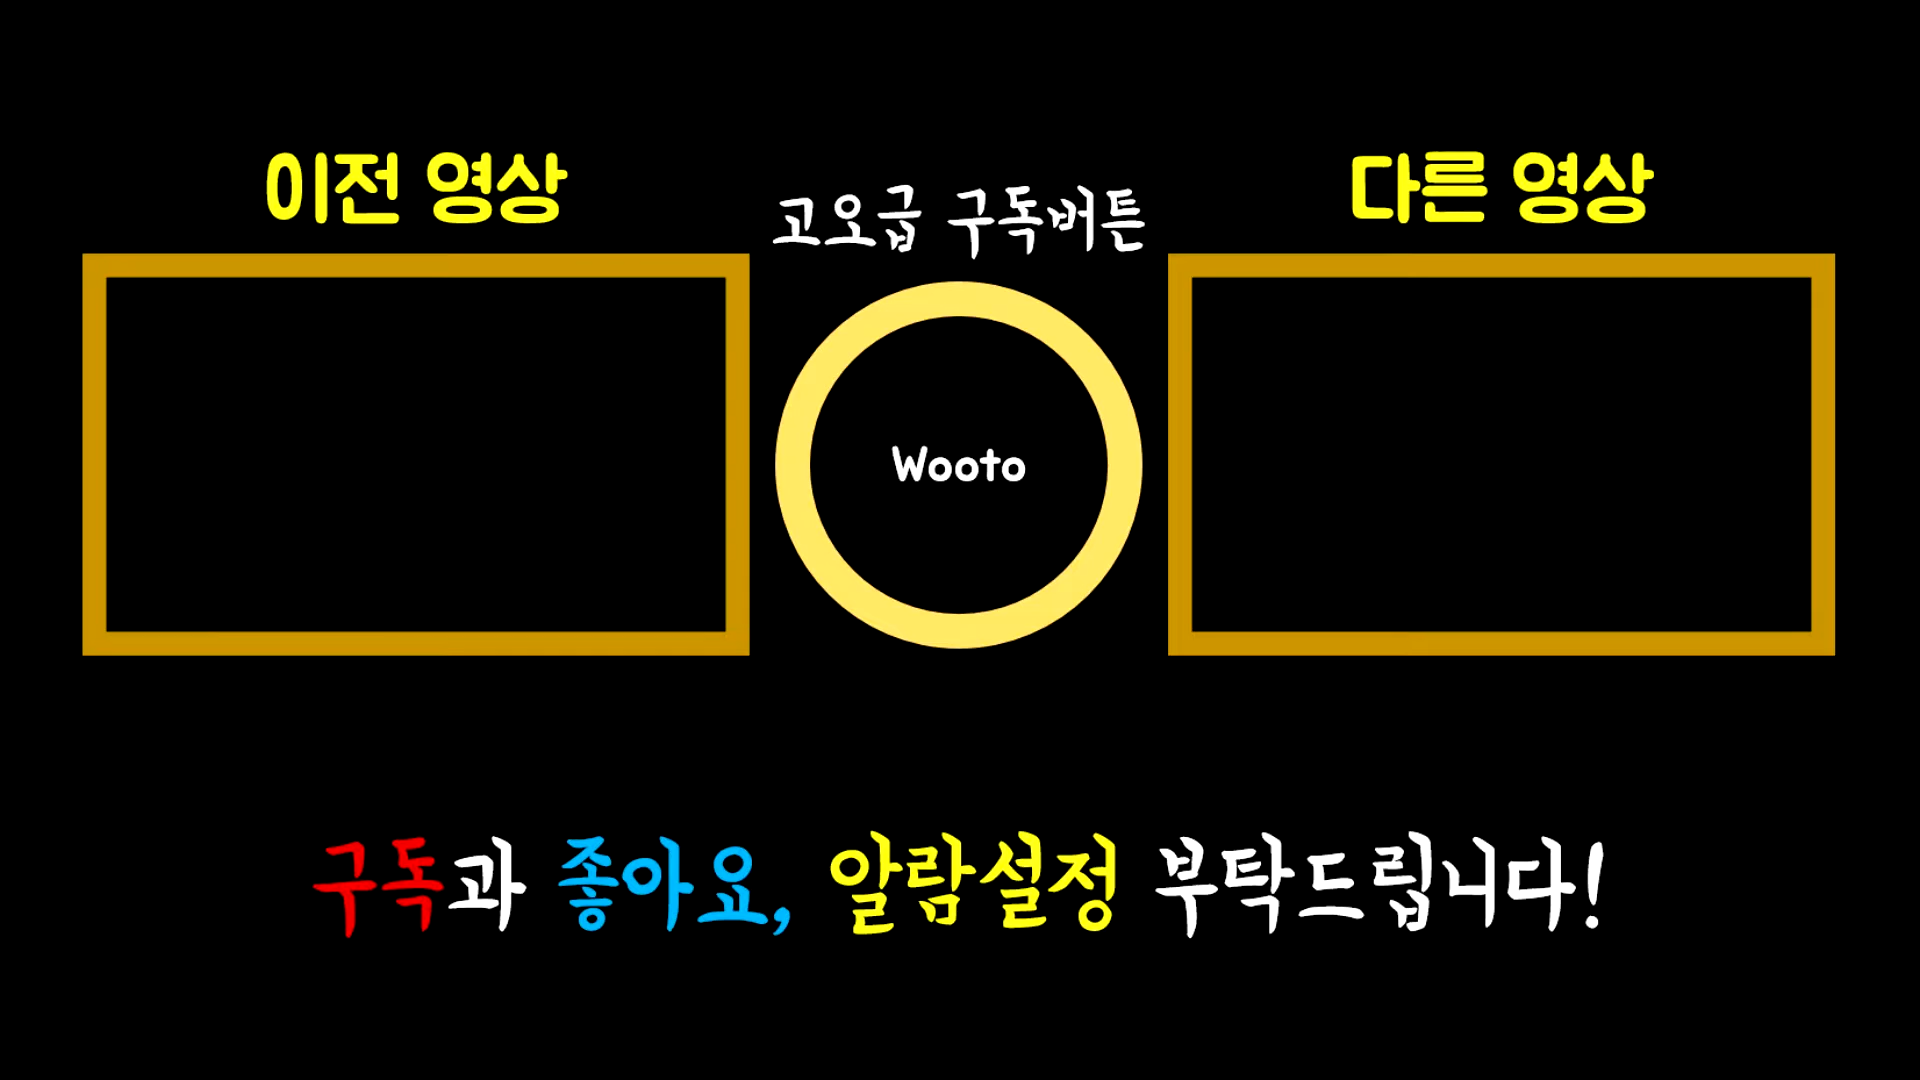 이전 영상
고오급 구독버튼
다른 영상
Wooto
구독과 좋아요, 알람설정 부탁드립니다!